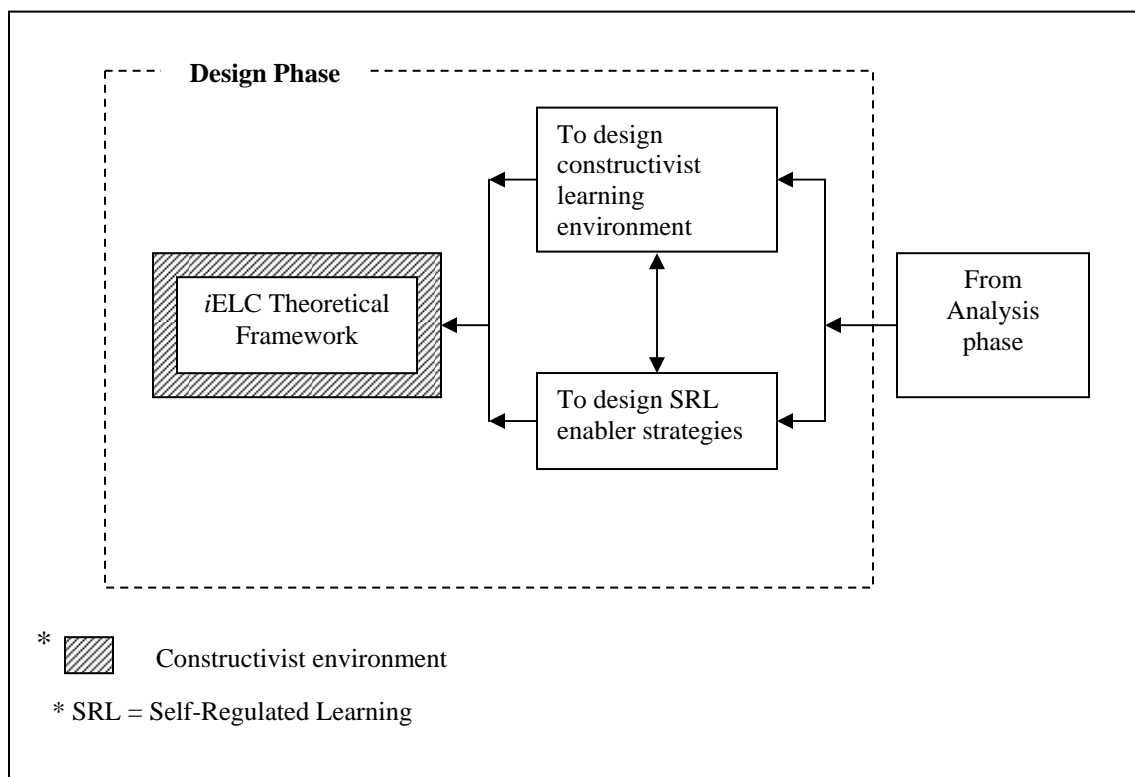 Design Phase
To design
constructivist
learning
environment
iELC Theoretical
Framework
From
Analysis
phase
To design SRL
enabler strategies
* Constructivist environment
* SRL = Self-Regulated Learning